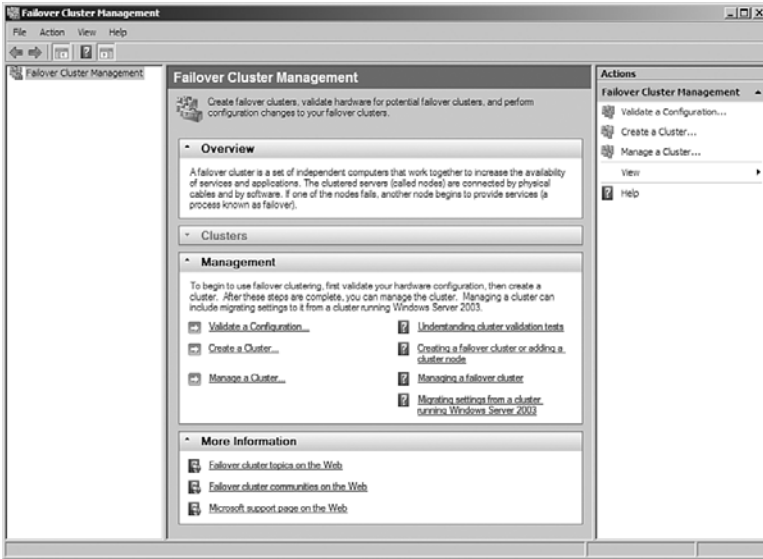 Failover Cluster Management
File Action View Help
Failover Cluster Management
Failover Cluster Management
Create failover clusters, validate hardware for potential failover clusters, and perform
configuration changes to your failover clusters.
Overview
A failover cluster is a set of independent computers that work together to increase the availability
of services and applications. The clustered servers (called nodes) are connected by physical
cables and by software. If one of the nodes fails, another node begins to provide services (a
process known as failover).
Clusters
Management
To begin to use failover clustering, first validate your hardware configuration, then create a
cluster. After these steps are complete, you can manage the cluster. Managing a cluster can
include migrating settings to it from a cluster running Windows Server 2003.
Validate a Configuration...
Understanding cluster validation tests
Create a Cluster...
Creating a failover cluster or adding a
cluster node
Manage a Cluster...
Managing a failover cluster
Migrating settings from a cluster
running Windows Server 2003
More Information
Failover cluster topics on the Web
Failover cluster communities on the Web
Microsoft support page on the Web
Actions
Failover Cluster Management
Validate a Configuration...
Create a Cluster...
Manage a Cluster...
View
Help